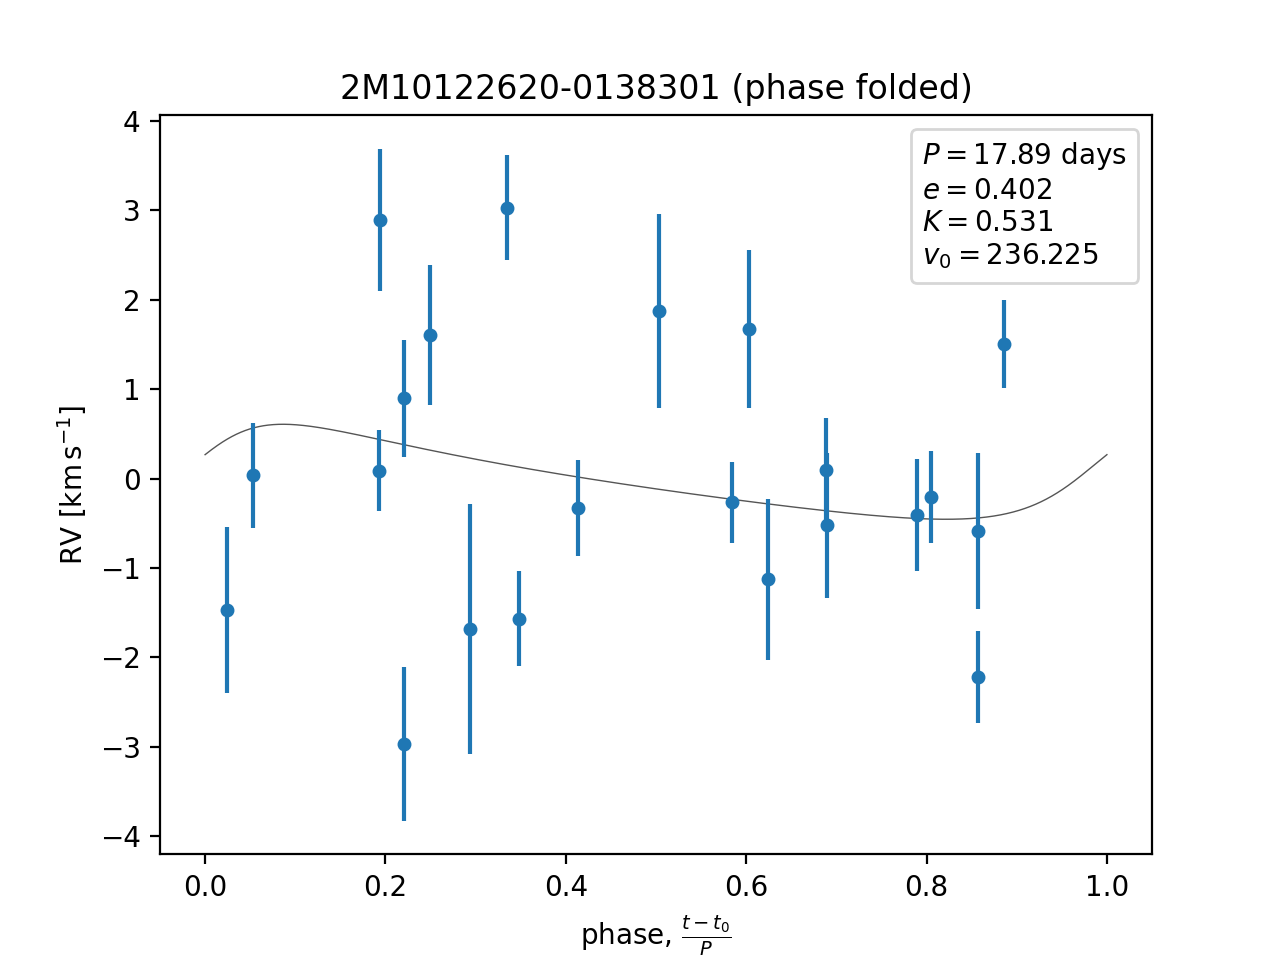 2M10122620-0138301 (phase folded)
P = 17.89 days
e = 0.402
K = 0.531
v₀ = 236.225
RV [km s⁻¹]
4
3
2
1
0
−1
−2
−3
−4
0.0 0.2 0.4 0.6 0.8 1.0
phase, (t − t₀)/P